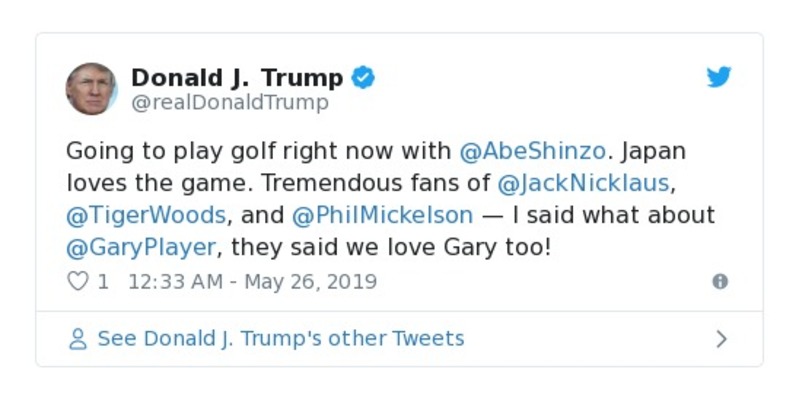 Donald J. Trump
@realDonaldTrump
Going to play golf right now with @AbeShinzo. Japan
loves the game. Tremendous fans of @JackNicklaus,
@TigerWoods, and @PhilMickelson — I said what about
@GaryPlayer, they said we love Gary too!
1 12:33 AM - May 26, 2019
See Donald J. Trump's other Tweets